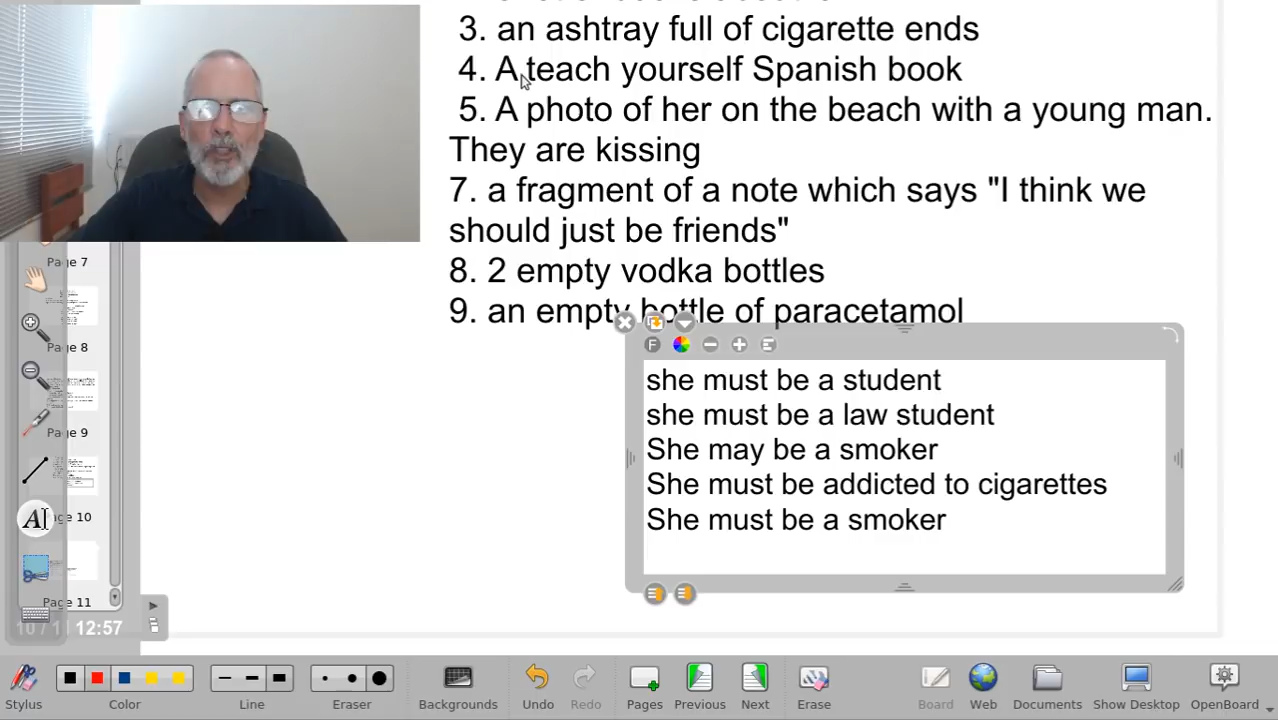 3. an ashtray full of cigarette ends
4. A teach yourself Spanish book
5. A photo of her on the beach with a young man.
They are kissing
7. a fragment of a note which says "I think we
should just be friends"
8. 2 empty vodka bottles
9. an empty bottle of paracetamol
F
she must be a student
she must be a law student
She may be a smoker
She must be addicted to cigarettes
She must be a smoker
Page 7
Page 8
Page 9
Page 10
Page 11
12:57
Stylus
Color
Line
Eraser
Backgrounds
Undo
Redo
Pages
Previous
Next
Erase
Board
Web
Documents
Show Desktop
OpenBoard